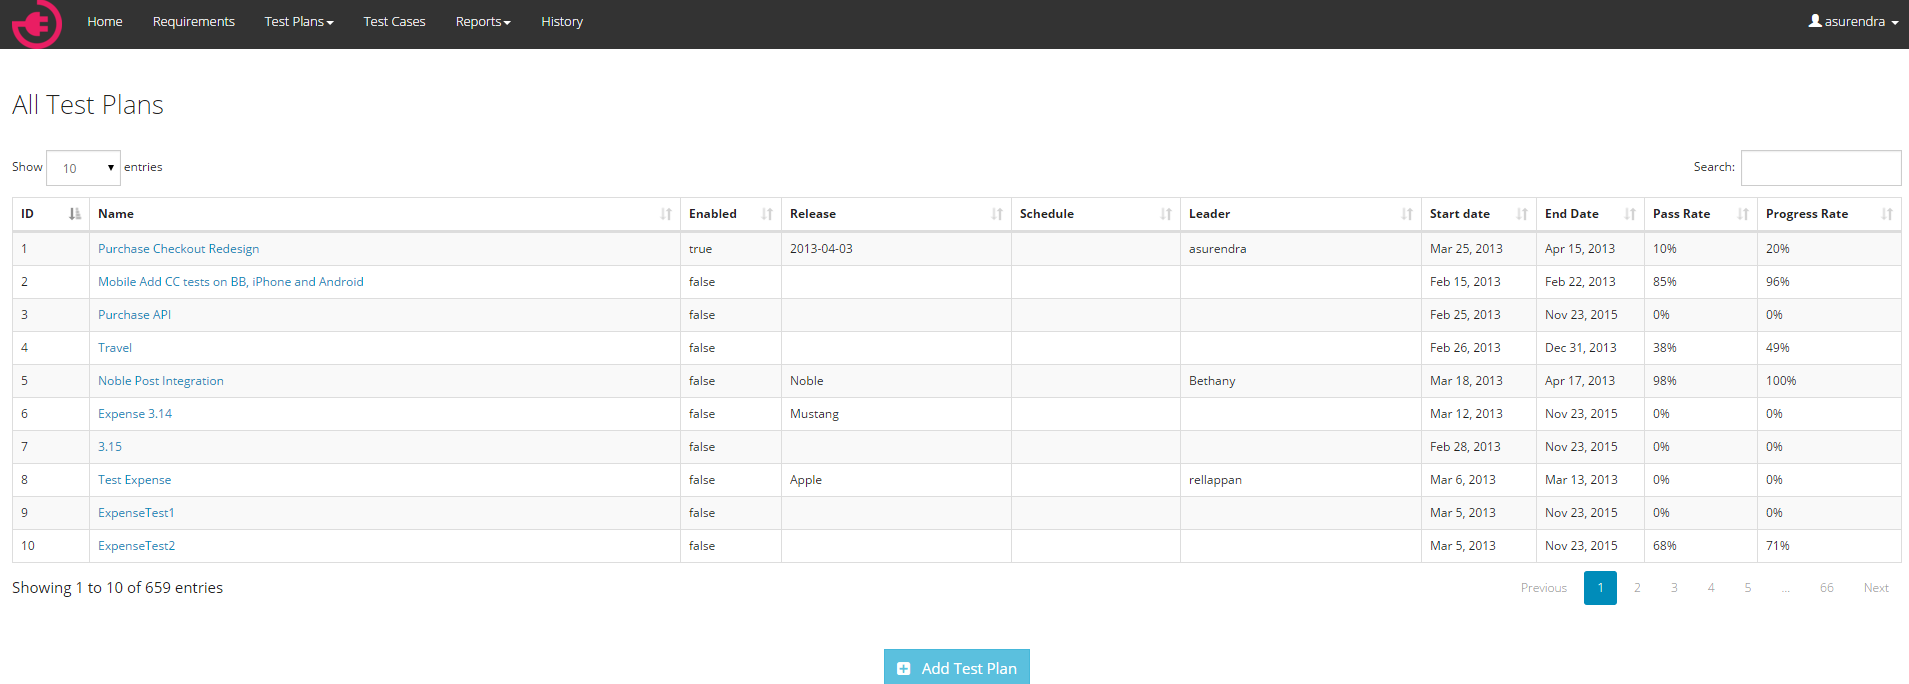 Home Requirements Test Plans Test Cases Reports History asurendra
All Test Plans
Show 10 entries Search:
ID Name Enabled Release Schedule Leader Start date End Date Pass Rate Progress Rate
1 Purchase Checkout Redesign true 2013-04-03 asurendra Mar 25, 2013 Apr 15, 2013 10% 20%
2 Mobile Add CC tests on BB, iPhone and Android false Feb 15, 2013 Feb 22, 2013 85% 96%
3 Purchase API false Feb 25, 2013 Nov 23, 2015 0% 0%
4 Travel false Feb 26, 2013 Dec 31, 2013 38% 49%
5 Noble Post Integration false Noble Bethany Mar 18, 2013 Apr 17, 2013 98% 100%
6 Expense 3.14 false Mustang Mar 12, 2013 Nov 23, 2015 0% 0%
7 3.15 false Feb 28, 2013 Nov 23, 2015 0% 0%
8 Test Expense false Apple rellappan Mar 6, 2013 Mar 13, 2013 0% 0%
9 ExpenseTest1 false Mar 5, 2013 Nov 23, 2015 0% 0%
10 ExpenseTest2 false Mar 5, 2013 Nov 23, 2015 68% 71%
Showing 1 to 10 of 659 entries Previous 1 2 3 4 5 ... 66 Next
Add Test Plan